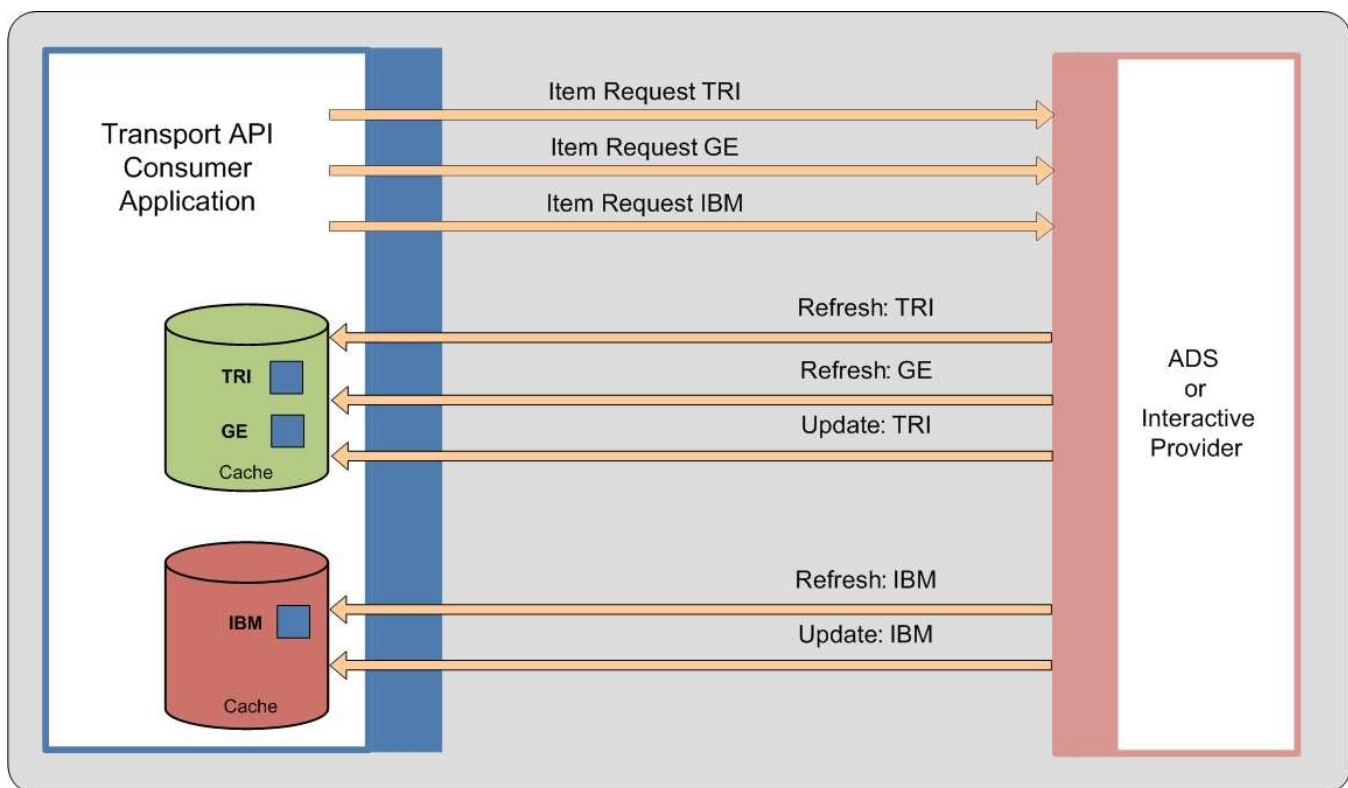 Transport API
Consumer
Application
Item Request TRI
Item Request GE
Item Request IBM
Refresh: TRI
Refresh: GE
Update: TRI
TRI
GE
Cache
Refresh: IBM
Update: IBM
IBM
Cache
ADS
or
Interactive
Provider